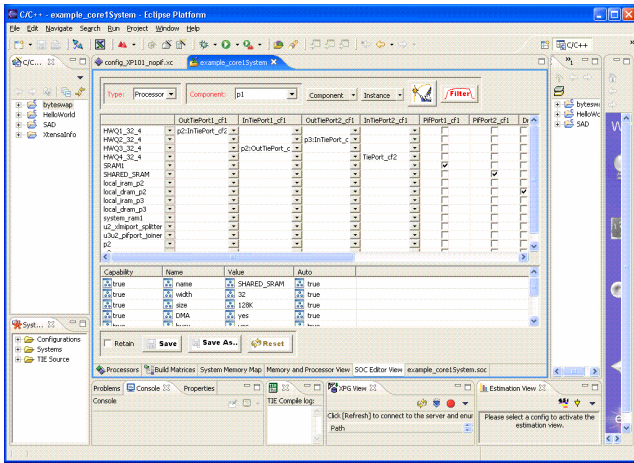 C/C++ - example_core1System - Eclipse Platform
File Edit Navigate Search Run Project Window Help
C/C++
C/C...
config_XP101_nopif.xc
example_core1System
byteswap
HelloWorld
SAD
XtensaInfo
Type: Processor Component: p1 Component Instance Filter
OutTiePort1_cf1 InTiePort1_cf1 OutTiePort2_cf1 InTiePort2_cf1 PifPort1_cf1 PifPort2_cf1
HWQ1_32_4 p2:InTiePort_cf2
HWQ2_32_4 p3:InTiePort_c
HWQ3_32_4 p2:OutTiePort_c
HWQ4_32_4 TiePort_cf2
SRAM1
SHARED_SRAM
local_iram_p2
local_dram_p2
local_iram_p3
local_dram_p3
system_ram1
u2_xlmiport_splitter
u3u2_pifport_joiner
p2
Capability Name Value Auto
true name SHARED_SRAM true
true width 32 true
true size 128K true
true DMA yes true
Retain Save Save As.. Reset
Processors Build Matrices System Memory Map Memory and Processor View SOC Editor View example_core1System.soc
bytesw
HelloWo
SAD
Syst...
Configurations
Systems
TIE Source
Problems Console Properties
Console
TIE Compile log:
XPG View
Click [Refresh] to connect to the server and enur
Path
Estimation View
Please select a config to activate the
estimation view.